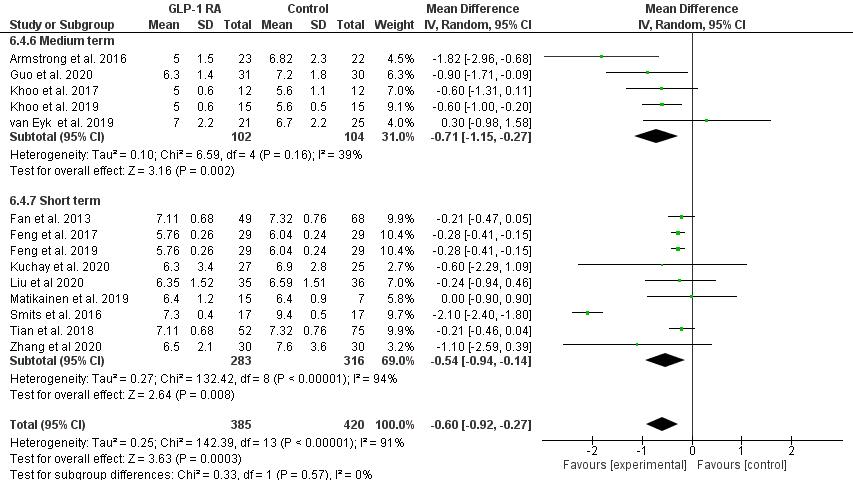 GLP-1 RA Control Mean Difference Mean Difference
Study or Subgroup Mean SD Total Mean SD Total Weight IV, Random, 95% CI IV, Random, 95% CI
6.4.6 Medium term
Armstrong et al. 2016 5 1.5 23 6.82 2.3 22 4.5% -1.82 [-2.96, -0.68]
Guo et al. 2020 6.3 1.4 31 7.2 1.8 30 6.3% -0.90 [-1.71, -0.09]
Khoo et al. 2017 5 0.6 12 5.6 1.1 12 6.9% -0.60 [-1.31, 0.11]
Khoo et al. 2019 5 0.6 15 5.6 0.5 15 9.1% -0.60 [-1.00, -0.20]
van Eyk et al. 2019 7 2.2 21 6.7 2.2 25 4.0% 0.30 [-0.98, 1.58]
Subtotal (95% CI) 102 104 31.0% -0.71 [-1.15, -0.27]
Heterogeneity: Tau² = 0.10; Chi² = 6.59, df = 4 (P = 0.16); I² = 39%
Test for overall effect: Z = 3.16 (P = 0.002)
6.4.7 Short term
Fan et al. 2013 7.11 0.68 49 7.32 0.76 68 9.9% -0.21 [-0.47, 0.05]
Feng et al. 2017 5.76 0.26 29 6.04 0.24 29 10.4% -0.28 [-0.41, -0.15]
Feng et al. 2019 5.76 0.26 29 6.04 0.24 29 10.4% -0.28 [-0.41, -0.15]
Kuchay et al. 2020 6.3 3.4 27 6.9 2.8 25 2.7% -0.60 [-2.29, 1.09]
Liu et al 2020 6.35 1.52 35 6.59 1.51 36 7.0% -0.24 [-0.94, 0.46]
Matikainen et al. 2019 6.4 1.2 15 6.4 0.9 7 5.8% 0.00 [-0.90, 0.90]
Smits et al. 2016 7.3 0.4 17 9.4 0.5 17 9.7% -2.10 [-2.40, -1.80]
Tian et al. 2018 7.11 0.68 52 7.32 0.76 75 10.0% -0.21 [-0.46, 0.04]
Zhang et al 2020 6.5 2.1 30 7.6 3.6 30 3.2% -1.10 [-2.59, 0.39]
Subtotal (95% CI) 283 316 69.0% -0.54 [-0.94, -0.14]
Heterogeneity: Tau² = 0.27; Chi² = 132.42, df = 8 (P < 0.00001); I² = 94%
Test for overall effect: Z = 2.64 (P = 0.008)
Total (95% CI) 385 420 100.0% -0.60 [-0.92, -0.27]
Heterogeneity: Tau² = 0.25; Chi² = 142.39, df = 13 (P < 0.00001); I² = 91%
Test for overall effect: Z = 3.63 (P = 0.0003)
Test for subgroup differences: Chi² = 0.33, df = 1 (P = 0.57), I² = 0%
-2 -1 0 1 2
Favours [experimental] Favours [control]